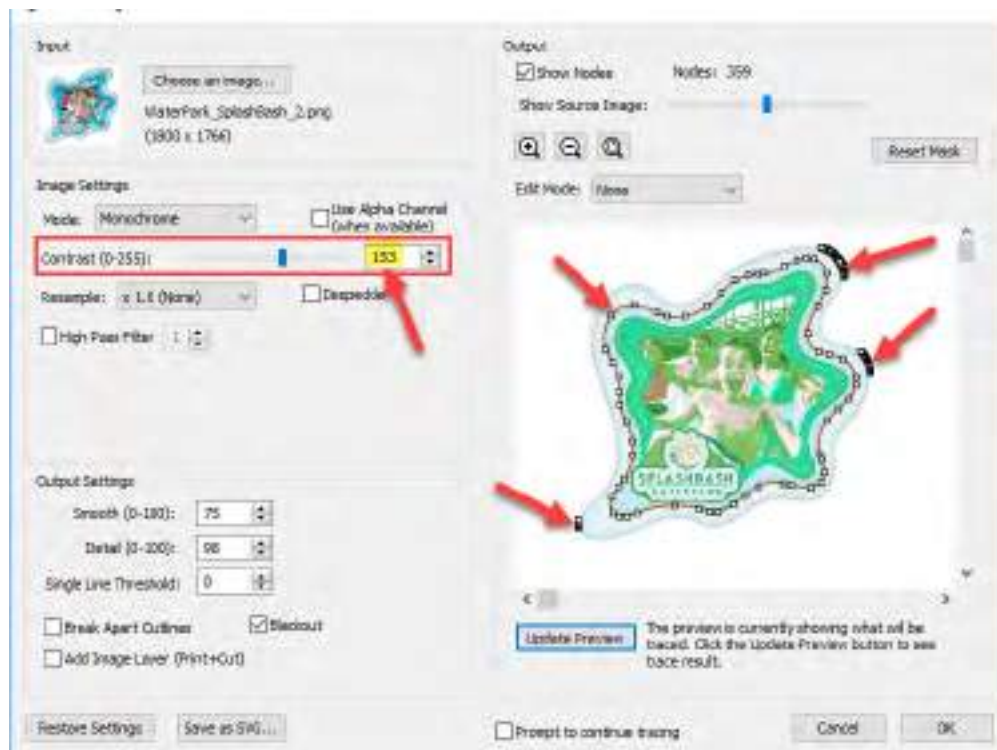 Input
Choose an image...
WaterPark_SplashBash_2.png
(1800 x 1766)
Image Settings
Mode: Monochrome
Use Alpha Channel
(when available)
Contrast (0-255):
153
Resample: x 1.0 (None)
Despeckle
High Pass Filter
1
Output Settings
Smooth (0-100): 75
Detail (0-100): 98
Single Line Threshold: 0
Break Apart Outlines
Blackout
Add Image Layer (Print+Cut)
Restore Settings
Save as SVG...
Output
Show Nodes
Nodes: 359
Show Source Image:
Reset Mask
Edit Mode: None
SPLASHBASH
WATERPARK
Update Preview
The preview is currently showing what will be
traced. Click the Update Preview button to see
trace result.
Prompt to continue tracing
Cancel
OK